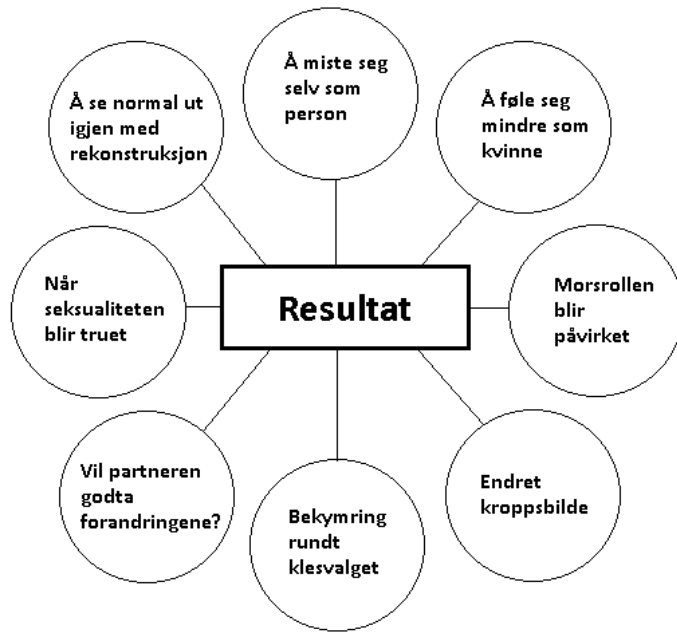 Å miste seg
selv som
person
Å føle seg
mindre som
kvinne
Morsrollen
blir
påvirket
Endret
kroppsbilde
Bekymring
rundt
klesvalget
Vil partneren
godta
forandringene?
Når
seksualiteten
blir truet
Å se normal ut
igjen med
rekonstruksjon
Resultat